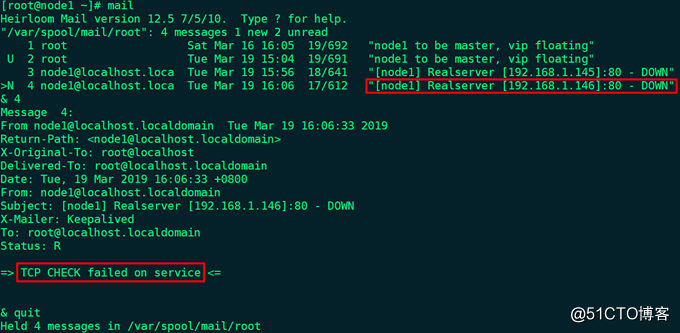 [root@node1 ~]# mail
Heirloom Mail version 12.5 7/5/10.  Type ? for help.
"/var/spool/mail/root": 4 messages 1 new 2 unread
    1 root                  Sat Mar 16 16:05  19/692   "node1 to be master, vip floating"
 U  2 root                  Tue Mar 19 15:04  19/691   "node1 to be master, vip floating"
    3 node1@localhost.loca  Tue Mar 19 15:56  18/641   "[node1] Realserver [192.168.1.145]:80 - DOWN"
>N  4 node1@localhost.loca  Tue Mar 19 16:06  17/612   "[node1] Realserver [192.168.1.146]:80 - DOWN"
& 4
Message  4:
From node1@localhost.localdomain  Tue Mar 19 16:06:33 2019
Return-Path: <node1@localhost.localdomain>
X-Original-To: root@localhost
Delivered-To: root@localhost.localdomain
Date: Tue, 19 Mar 2019 16:06:33 +0800
From: node1@localhost.localdomain
Subject: [node1] Realserver [192.168.1.146]:80 - DOWN
X-Mailer: Keepalived
To: root@localhost.localdomain
Status: R
=> TCP CHECK failed on service <=
& quit
Held 4 messages in /var/spool/mail/root
@51CTO博客